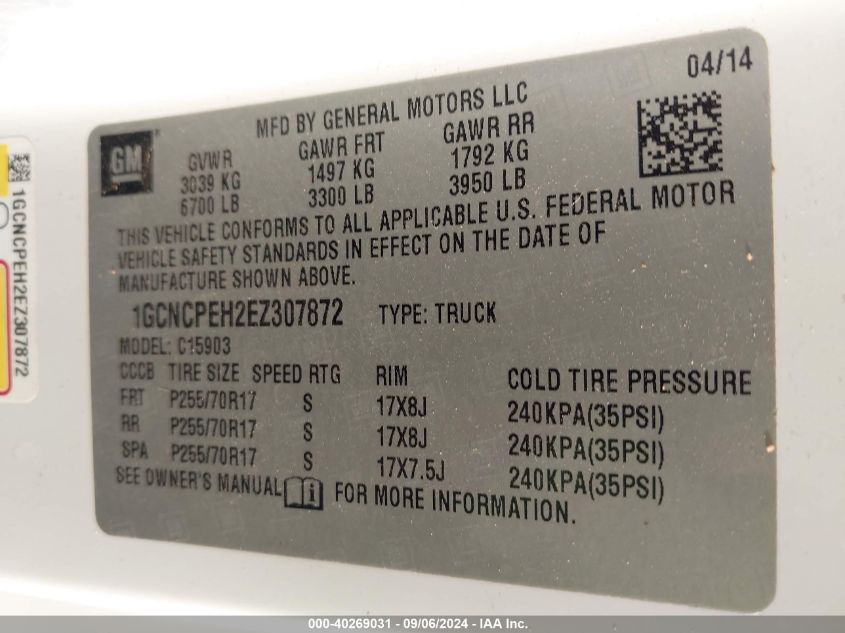 04/14
MFD BY GENERAL MOTORS LLC
GM
GVWR GAWR FRT GAWR RR
3039 KG 1497 KG 1792 KG
6700 LB 3300 LB 3950 LB
THIS VEHICLE CONFORMS TO ALL APPLICABLE U.S. FEDERAL MOTOR
VEHICLE SAFETY STANDARDS IN EFFECT ON THE DATE OF
MANUFACTURE SHOWN ABOVE.
1GCNCPEH2EZ307872 TYPE: TRUCK
MODEL: C15903
CCCB TIRE SIZE SPEED RTG RIM COLD TIRE PRESSURE
FRT P255/70R17 S 17X8J 240KPA(35PSI)
RR P255/70R17 S 17X8J 240KPA(35PSI)
SPA P255/70R17 S 17X7.5J 240KPA(35PSI)
SEE OWNER'S MANUAL FOR MORE INFORMATION.
1GCNCPEH2EZ307872
000-40269031 - 09/06/2024 - IAA Inc.